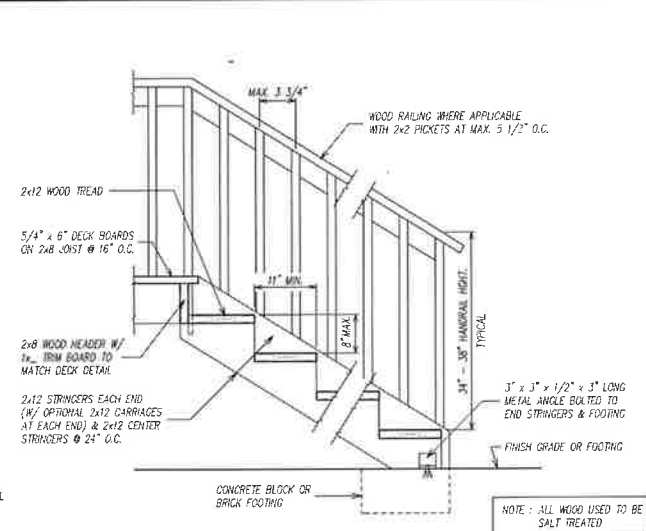 MAX. 3 3/4"
WOOD RAILING WHERE APPLICABLE
WITH 2x2 PICKETS AT MAX. 5 1/2" O.C.
2x12 WOOD TREAD
5/4" x 6" DECK BOARDS
ON 2x8 JOIST @ 16" O.C.
11" MIN.
8" MAX.
34" - 38" HANDRAIL HGHT.
TYPICAL
2x8 WOOD HEADER W/
1x_ TRIM BOARD TO
MATCH DECK DETAIL
2x12 STRINGERS EACH END
(W/ OPTIONAL 2x12 CARRIAGES
AT EACH END) & 2x12 CENTER
STRINGERS @ 24" O.C.
3" x 3" x 1/2" x 3" LONG
METAL ANGLE BOLTED TO
END STRINGERS & FOOTING
FINISH GRADE OR FOOTING
CONCRETE BLOCK OR
BRICK FOOTING
NOTE : ALL WOOD USED TO BE
SALT TREATED